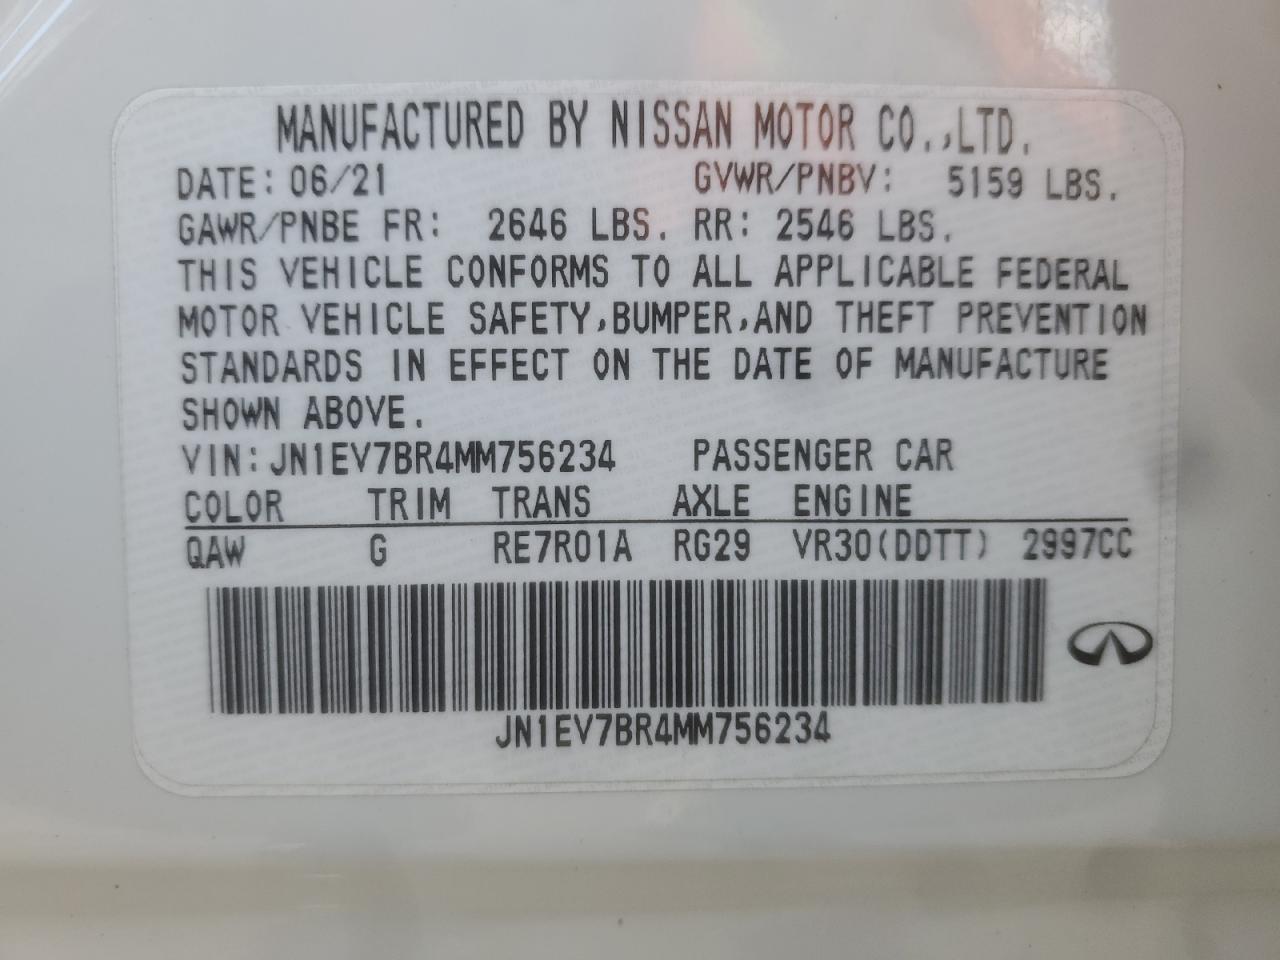 MANUFACTURED BY NISSAN MOTOR CO.,LTD.
DATE: 06/21 GVWR/PNBV: 5159 LBS.
GAWR/PNBE FR: 2646 LBS. RR: 2546 LBS.
THIS VEHICLE CONFORMS TO ALL APPLICABLE FEDERAL
MOTOR VEHICLE SAFETY,BUMPER,AND THEFT PREVENTION
STANDARDS IN EFFECT ON THE DATE OF MANUFACTURE
SHOWN ABOVE.
VIN: JN1EV7BR4MM756234 PASSENGER CAR
COLOR TRIM TRANS AXLE ENGINE
QAW G RE7R01A RG29 VR30(DDTT) 2997CC
JN1EV7BR4MM756234